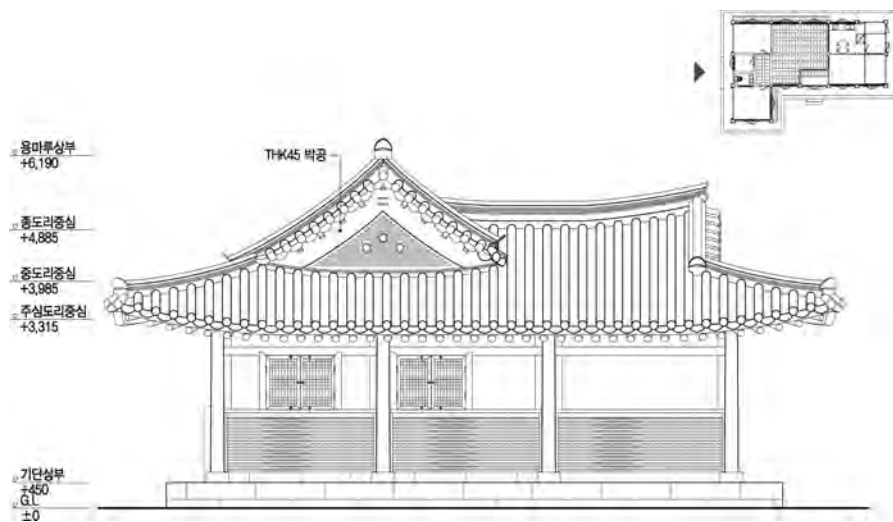 용마루상부
+6,190
THK45 박공
종도리중심
+4,885
중도리중심
+3,985
주심도리중심
+3,315
기단상부
+450
G.L
±0